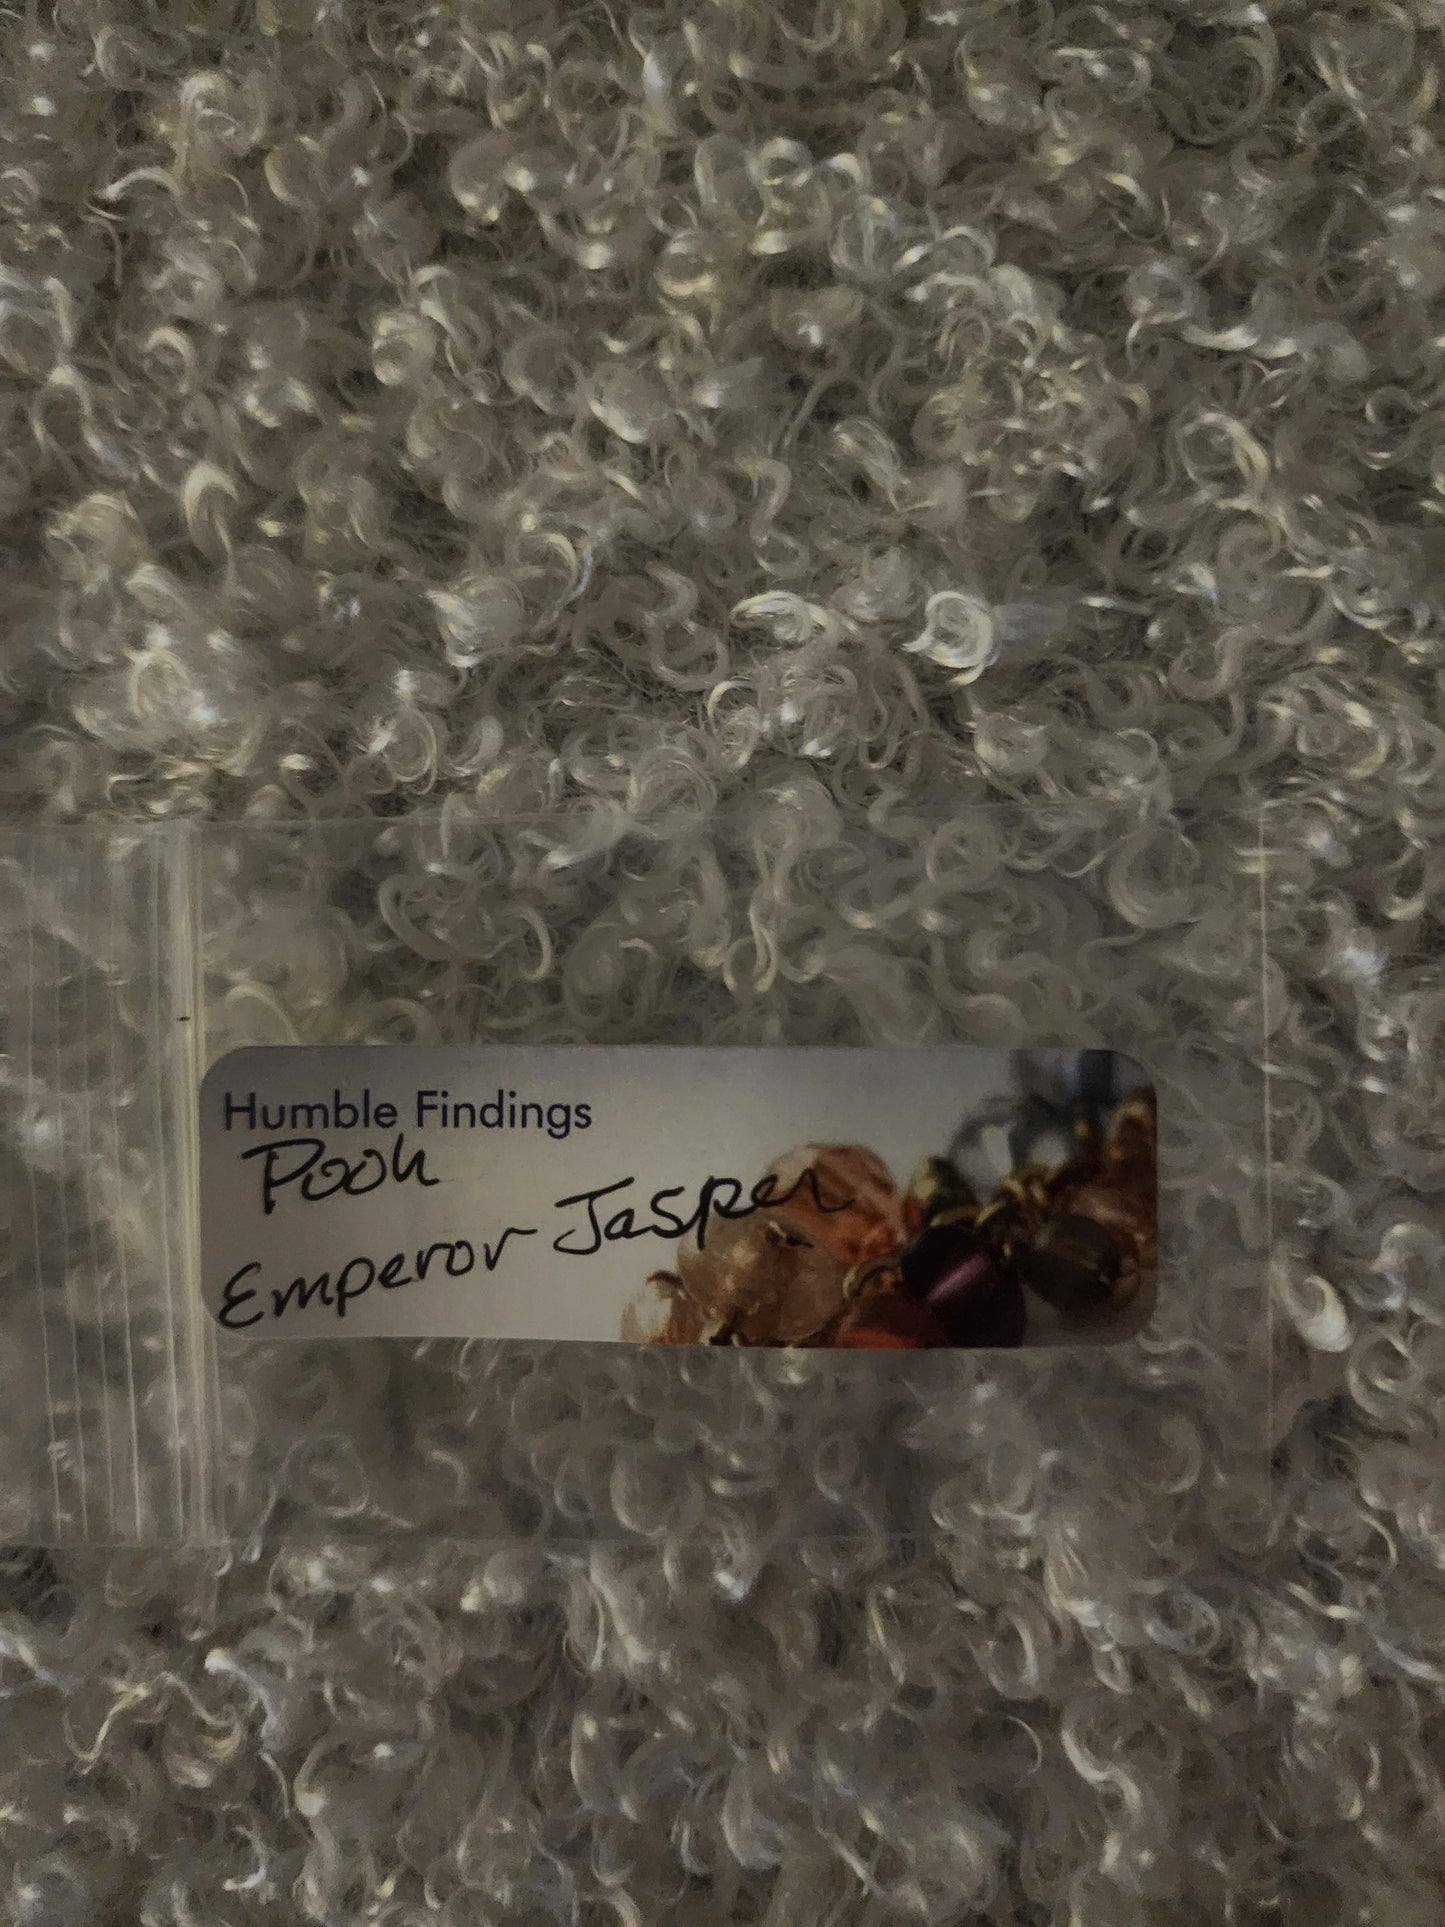 Humble Findings
Pooh
Emperor Jasper